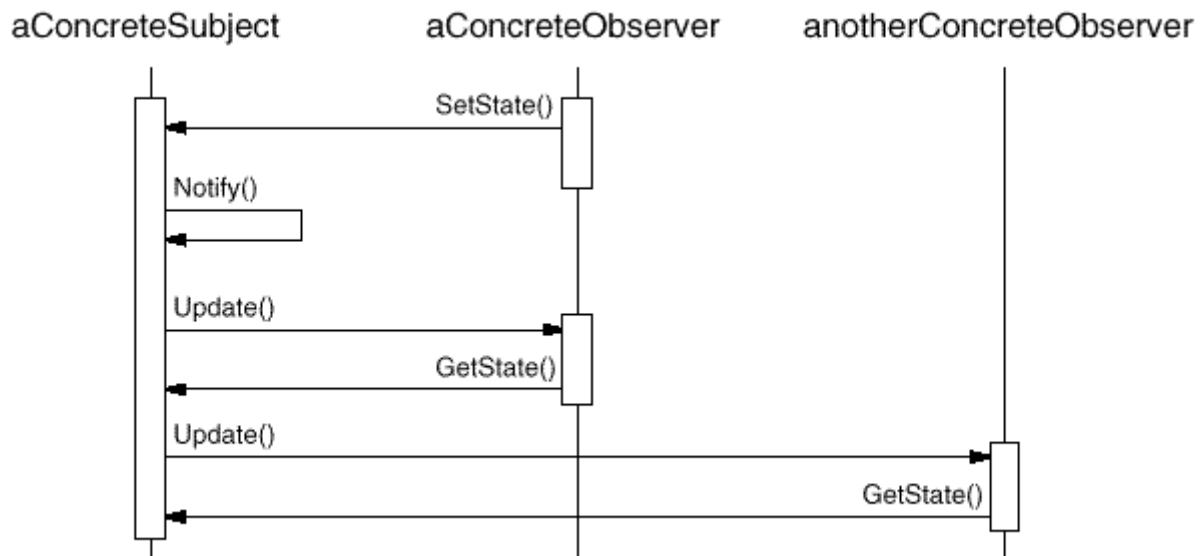 aConcreteSubject aConcreteObserver anotherConcreteObserver
SetState()
Notify()
Update()
GetState()
Update()
GetState()